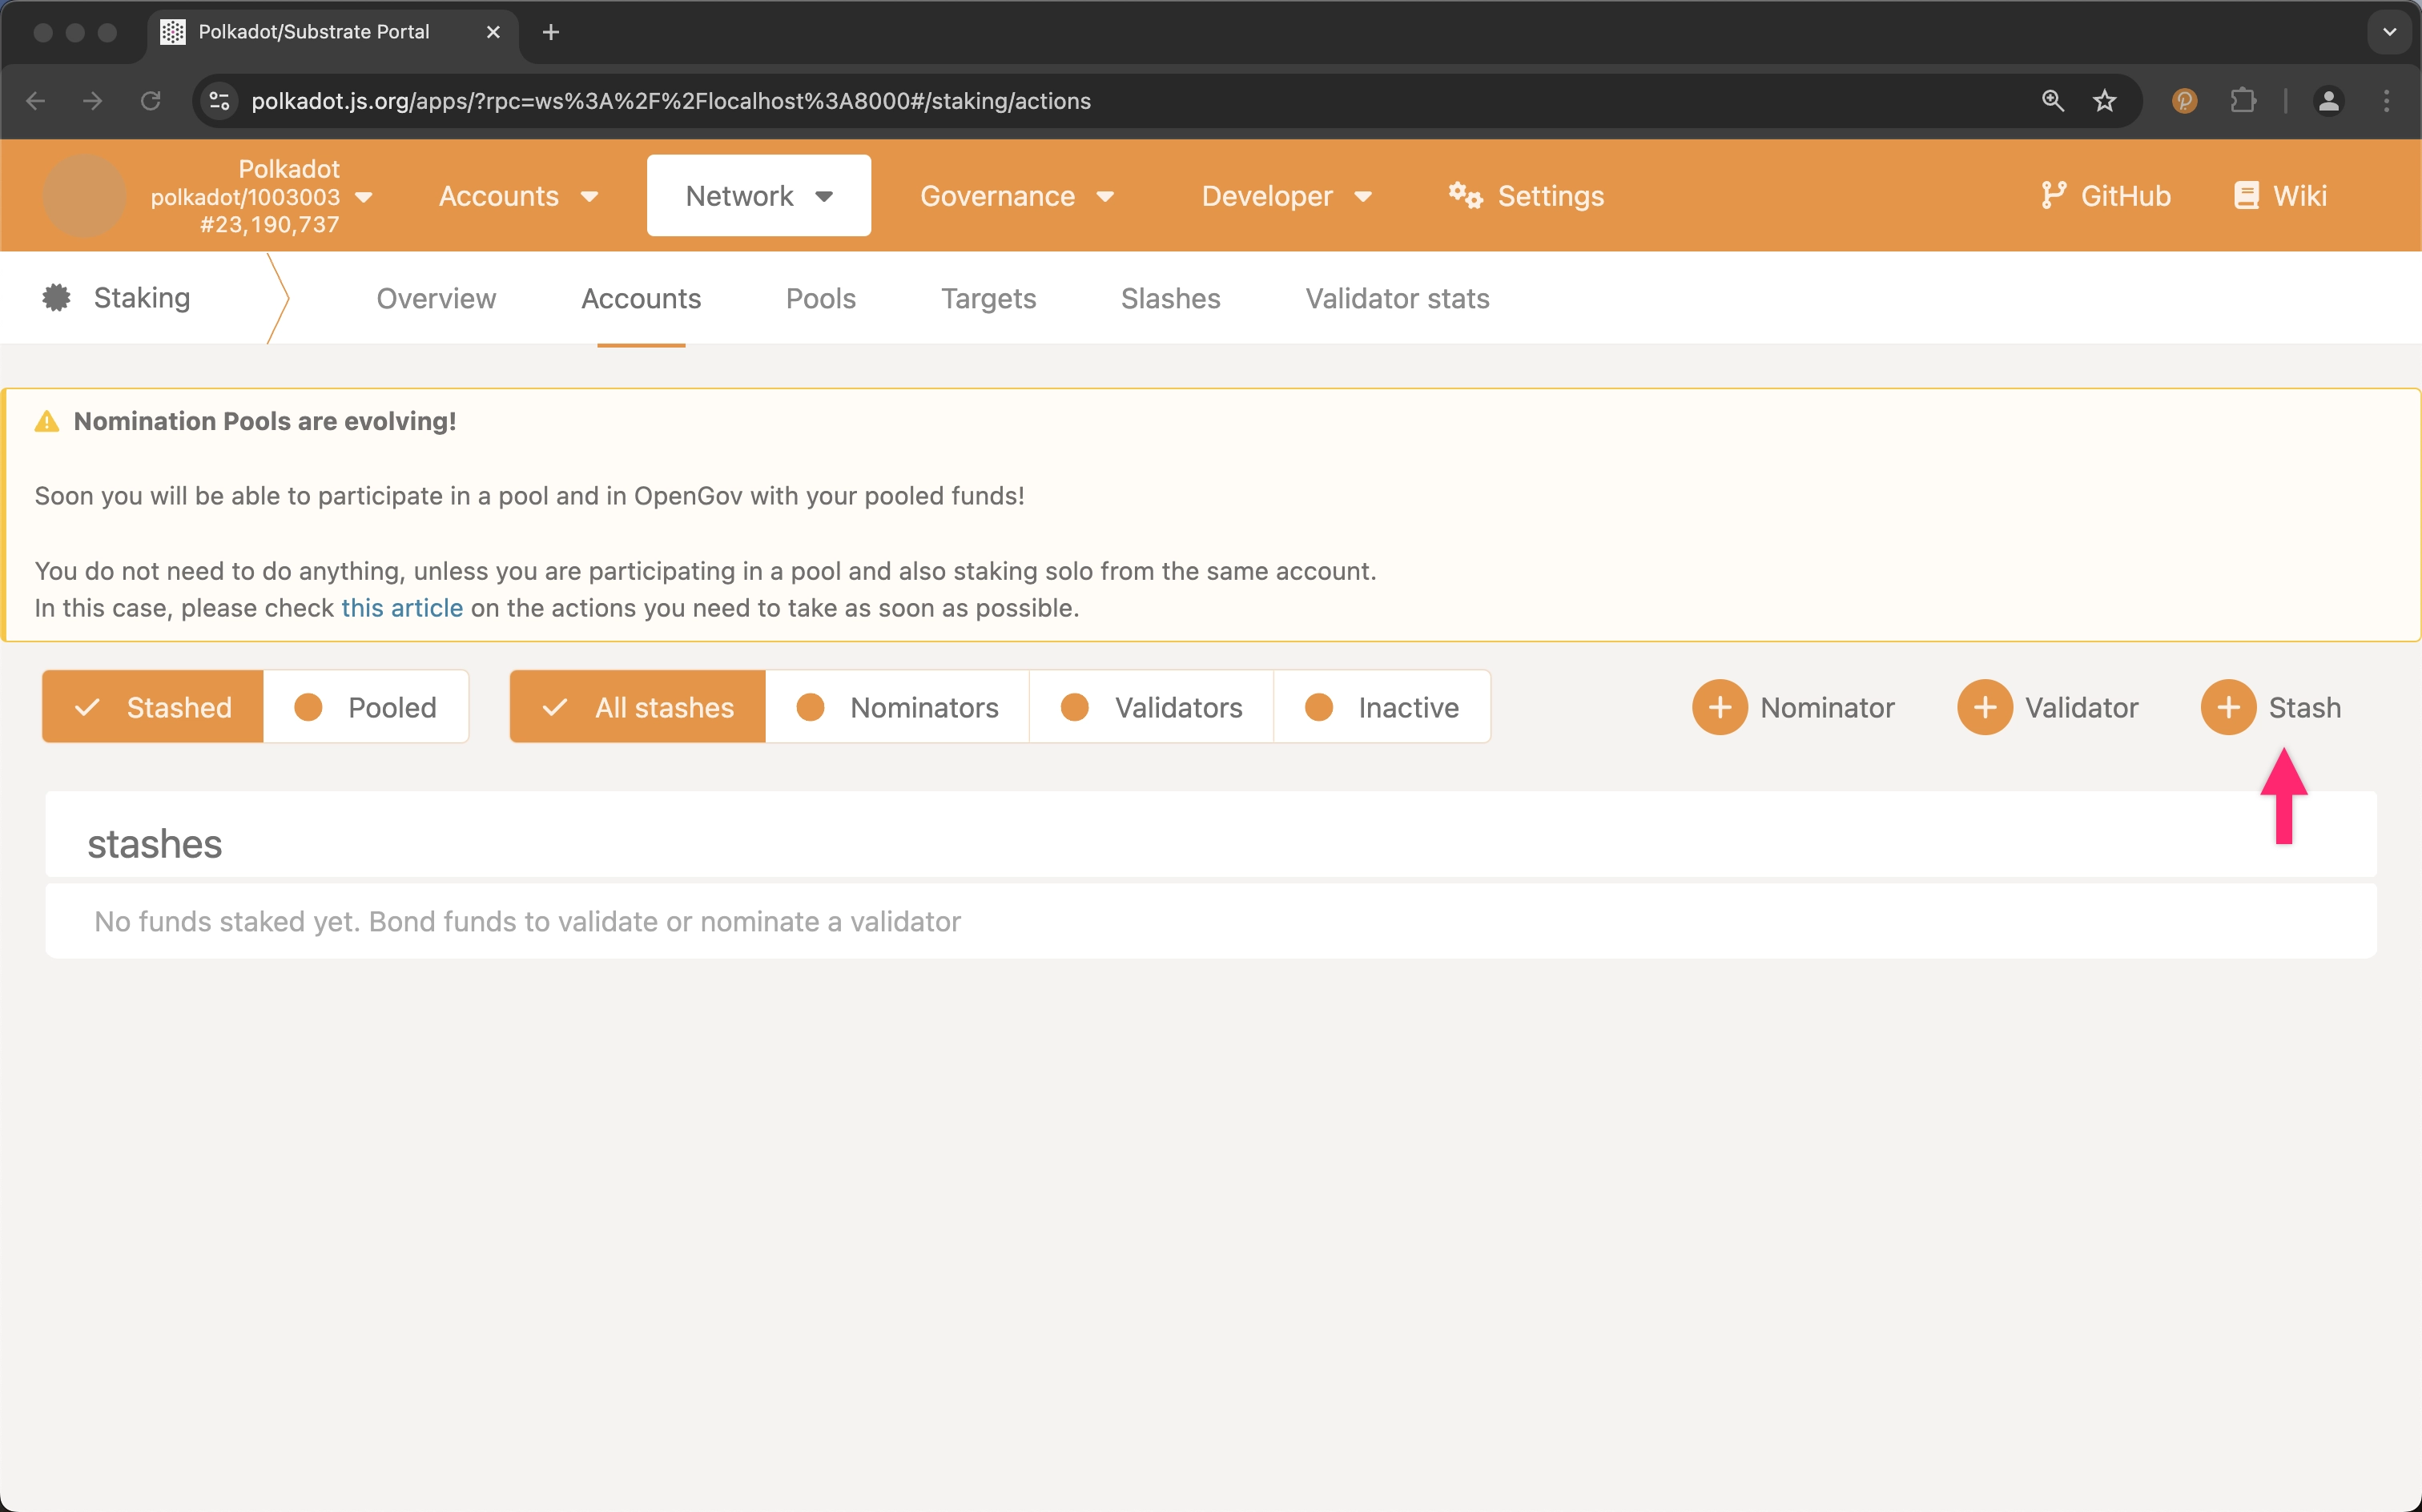 Polkadot/Substrate Portal
polkadot.js.org/apps/?rpc=ws%3A%2F%2Flocalhost%3A8000#/staking/actions
Polkadot
polkadot/1003003
#23,190,737
Accounts
Network
Governance
Developer
Settings
GitHub
Wiki
Staking
Overview
Accounts
Pools
Targets
Slashes
Validator stats
Nomination Pools are evolving!
Soon you will be able to participate in a pool and in OpenGov with your pooled funds!
You do not need to do anything, unless you are participating in a pool and also staking solo from the same account.
In this case, please check this article on the actions you need to take as soon as possible.
Stashed
Pooled
All stashes
Nominators
Validators
Inactive
Nominator
Validator
Stash
stashes
No funds staked yet. Bond funds to validate or nominate a validator